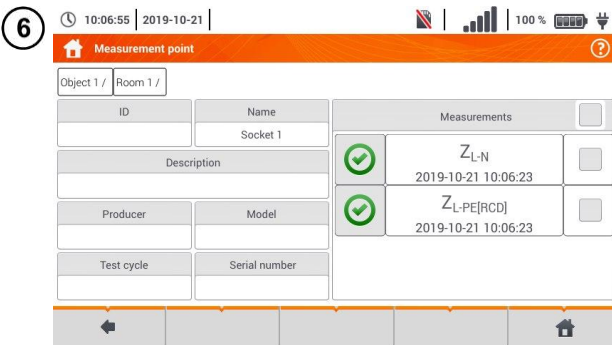 6
10:06:55 2019-10-21 100 %
Measurement point ?
Object 1 / Room 1 /
ID Name
Socket 1
Description
Producer Model
Test cycle Serial number
Measurements
ZL-N
2019-10-21 10:06:23
ZL-PE[RCD]
2019-10-21 10:06:23